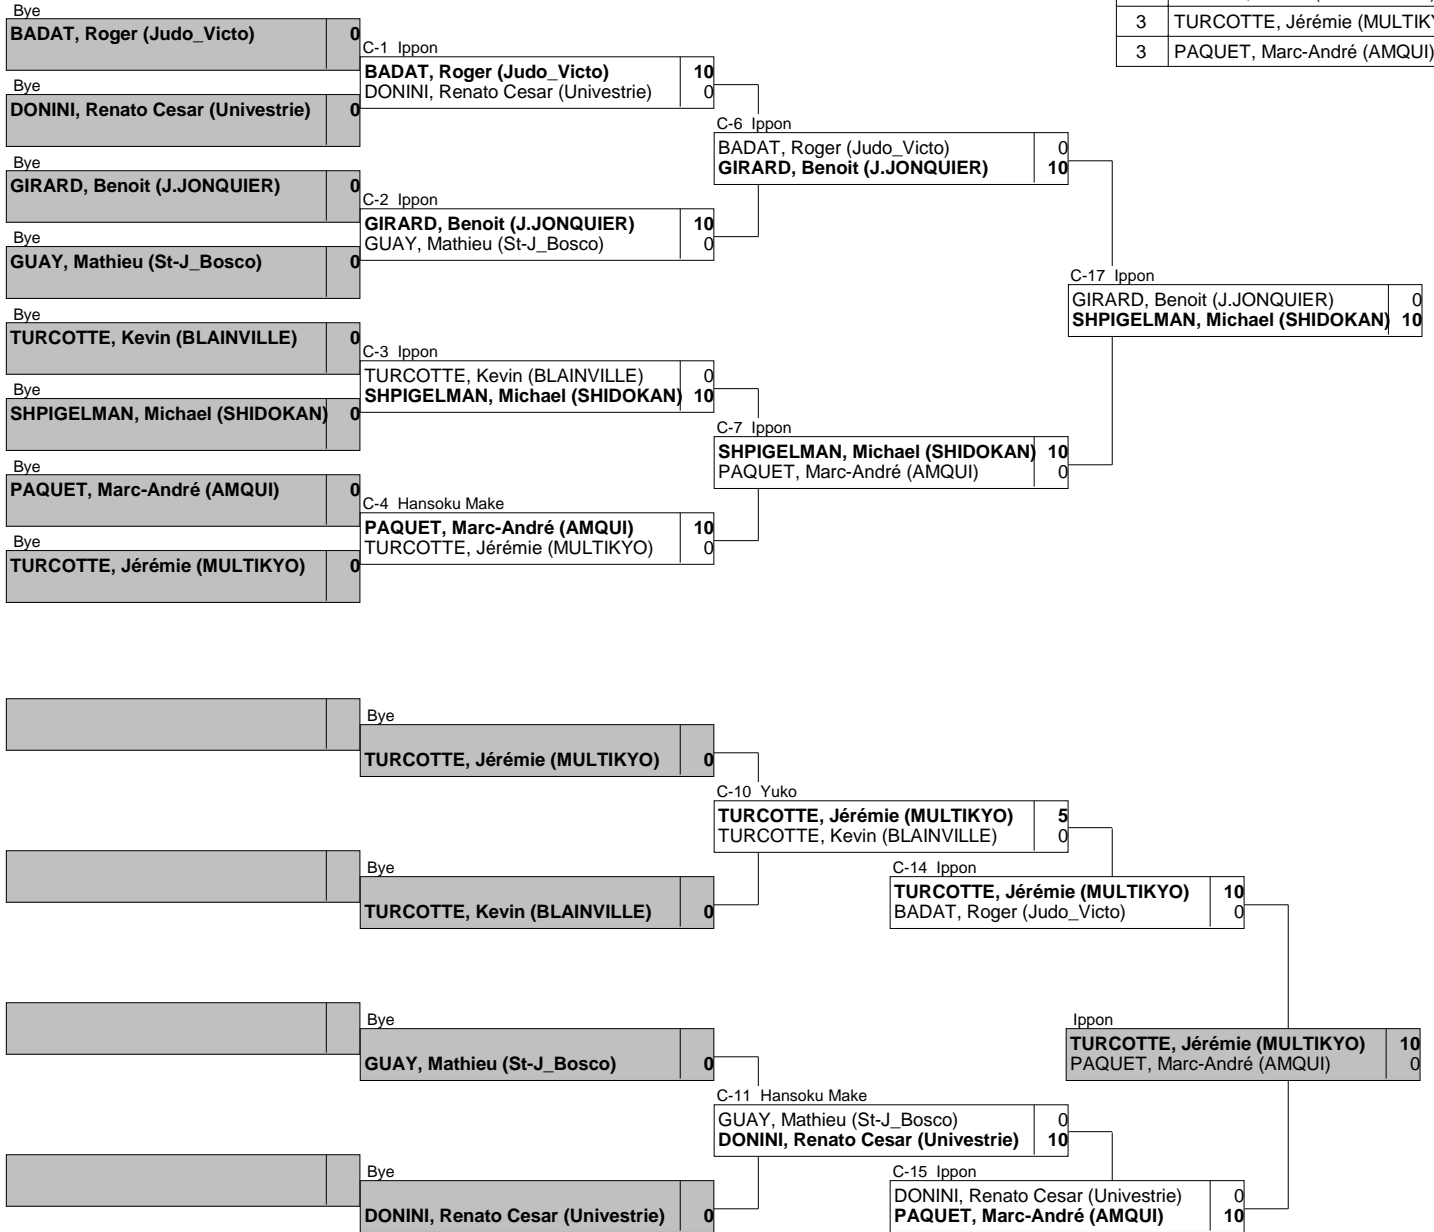 3 TURCOTTE, Jérémie (MULTIK
3 PAQUET, Marc-André (AMQUI)
Bye
BADAT, Roger (Judo_Victo) 0
Bye
DONINI, Renato Cesar (Univestrie) 0
Bye
GIRARD, Benoit (J.JONQUIER) 0
Bye
GUAY, Mathieu (St-J_Bosco) 0
Bye
TURCOTTE, Kevin (BLAINVILLE) 0
Bye
SHPIGELMAN, Michael (SHIDOKAN) 0
Bye
PAQUET, Marc-André (AMQUI) 0
Bye
TURCOTTE, Jérémie (MULTIKYO) 0
C-1 Ippon
BADAT, Roger (Judo_Victo) 10
DONINI, Renato Cesar (Univestrie) 0
C-2 Ippon
GIRARD, Benoit (J.JONQUIER) 10
GUAY, Mathieu (St-J_Bosco) 0
C-3 Ippon
TURCOTTE, Kevin (BLAINVILLE) 0
SHPIGELMAN, Michael (SHIDOKAN) 10
C-4 Hansoku Make
PAQUET, Marc-André (AMQUI) 10
TURCOTTE, Jérémie (MULTIKYO) 0
C-6 Ippon
BADAT, Roger (Judo_Victo) 0
GIRARD, Benoit (J.JONQUIER) 10
C-7 Ippon
SHPIGELMAN, Michael (SHIDOKAN) 10
PAQUET, Marc-André (AMQUI) 0
C-17 Ippon
GIRARD, Benoit (J.JONQUIER) 0
SHPIGELMAN, Michael (SHIDOKAN) 10
Bye
TURCOTTE, Jérémie (MULTIKYO) 0
Bye
TURCOTTE, Kevin (BLAINVILLE) 0
Bye
GUAY, Mathieu (St-J_Bosco) 0
Bye
DONINI, Renato Cesar (Univestrie) 0
C-10 Yuko
TURCOTTE, Jérémie (MULTIKYO) 5
TURCOTTE, Kevin (BLAINVILLE) 0
C-11 Hansoku Make
GUAY, Mathieu (St-J_Bosco) 0
DONINI, Renato Cesar (Univestrie) 10
C-14 Ippon
TURCOTTE, Jérémie (MULTIKYO) 10
BADAT, Roger (Judo_Victo) 0
C-15 Ippon
DONINI, Renato Cesar (Univestrie) 0
PAQUET, Marc-André (AMQUI) 10
Ippon
TURCOTTE, Jérémie (MULTIKYO) 10
PAQUET, Marc-André (AMQUI) 0